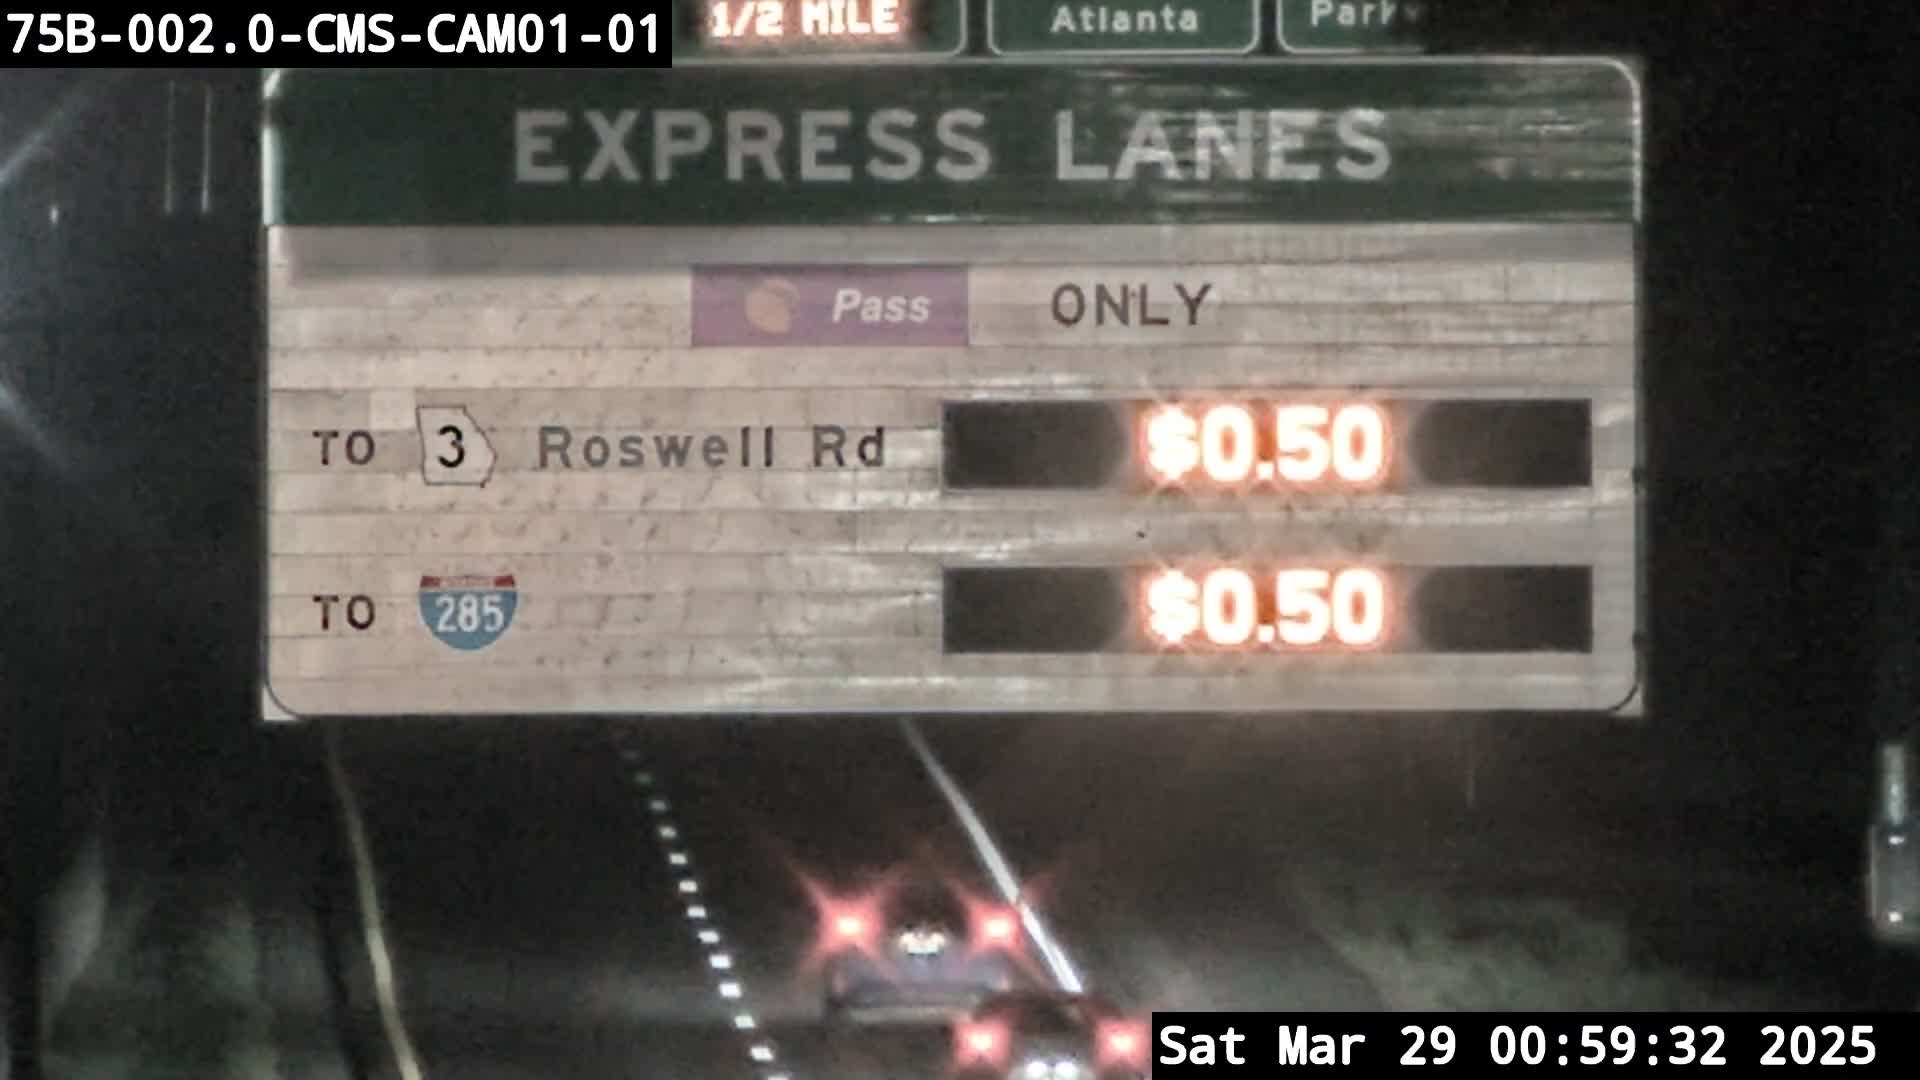 75B-002.0-CMS-CAM01-01
1/2 MILE
Atlanta
EXPRESS LANES
Pass ONLY
TO 3 Roswell Rd $0.50
TO 285 $0.50
Sat Mar 29 00:59:32 2025